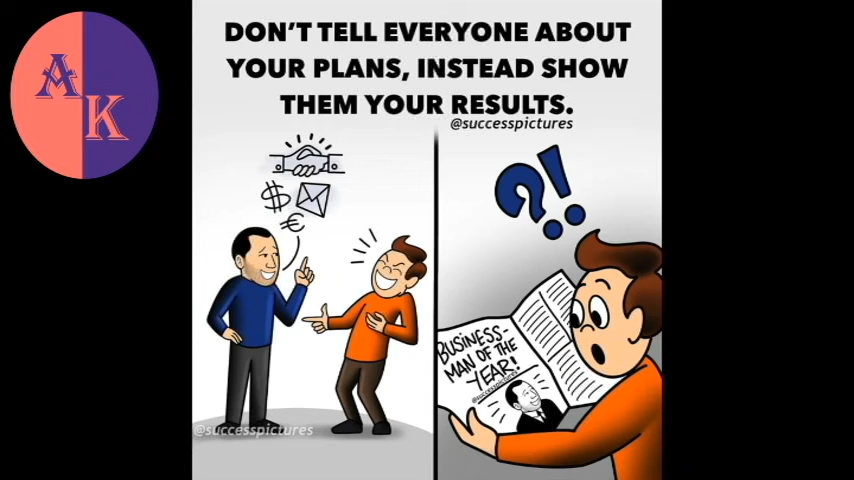 AK
DON'T TELL EVERYONE ABOUT
YOUR PLANS, INSTEAD SHOW
THEM YOUR RESULTS.
@successpictures
$
€
?!
BUSINESS-
MAN OF THE
YEAR!
@successpictures
@successpictures